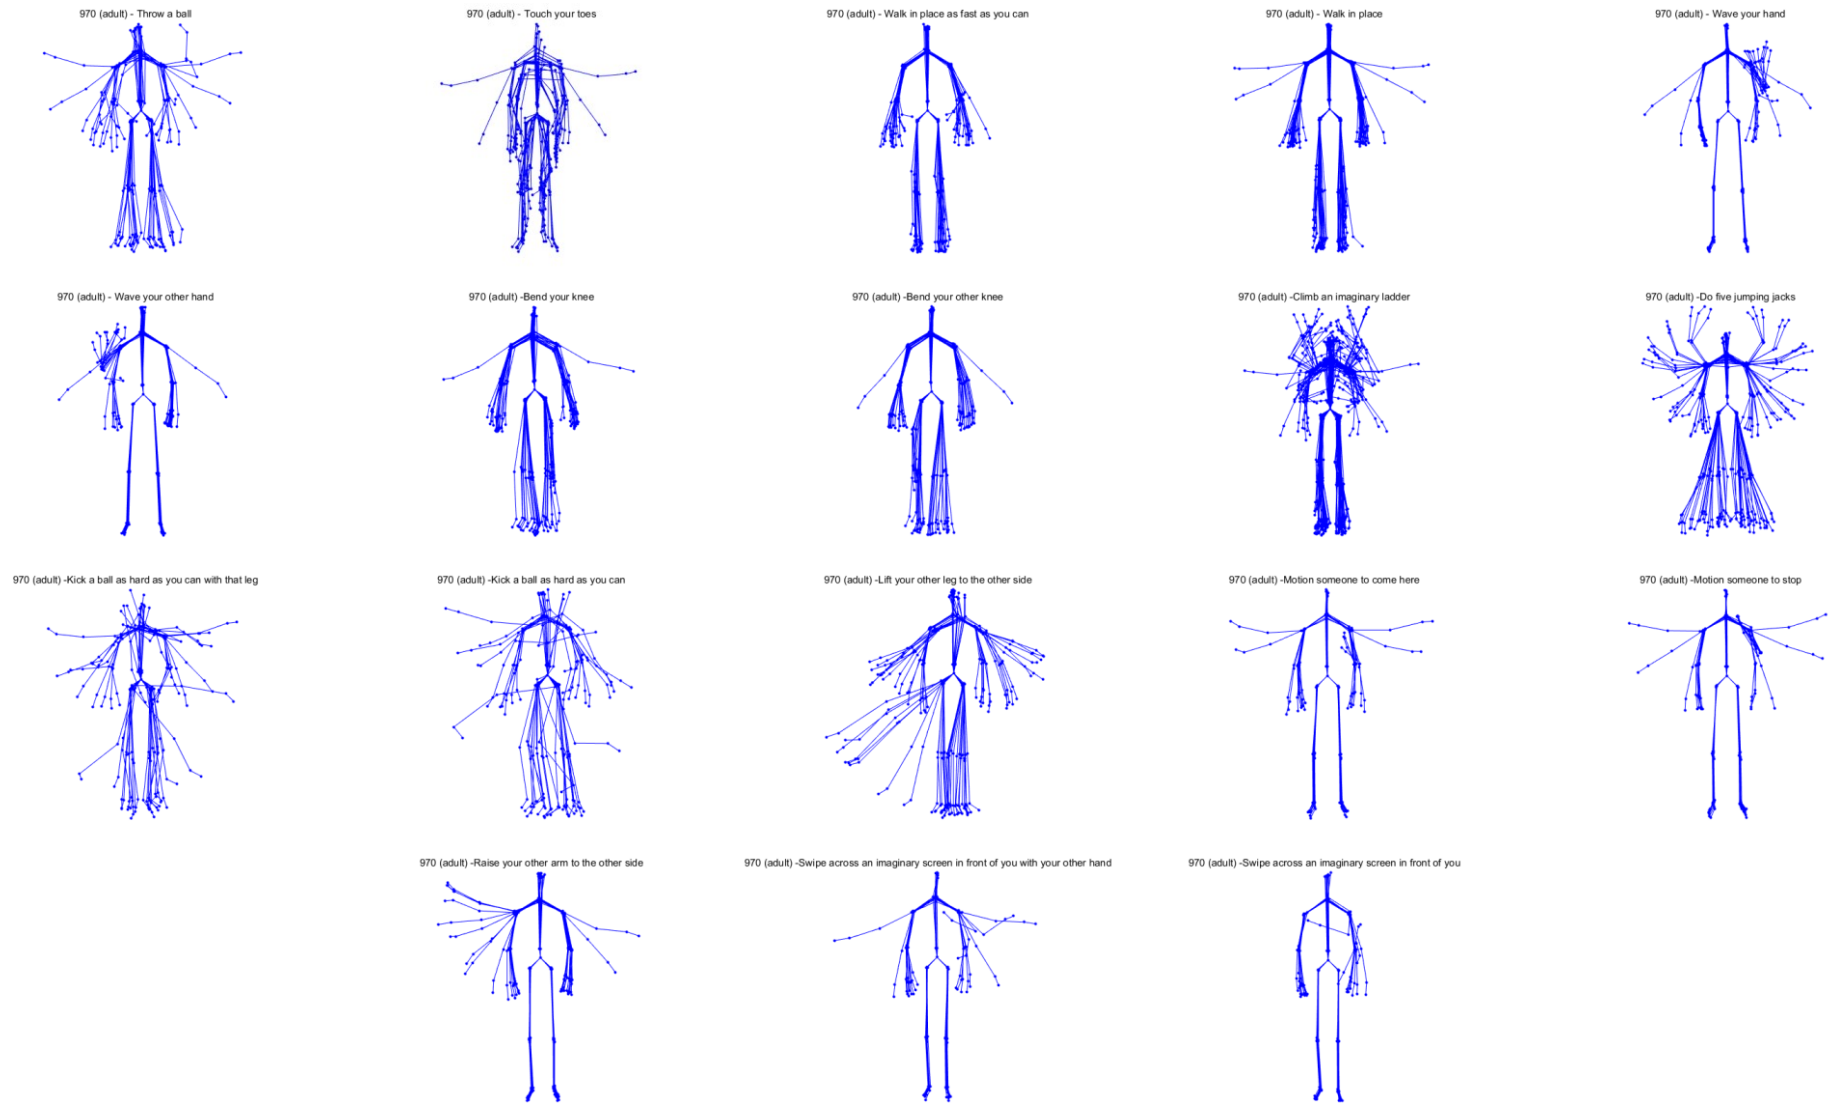 970 (adult) - Throw a ball
970 (adult) - Touch your toes
970 (adult) - Walk in place as fast as you can
970 (adult) - Walk in place
970 (adult) - Wave your hand
970 (adult) - Wave your other hand
970 (adult) -Bend your knee
970 (adult) -Bend your other knee
970 (adult) -Climb an imaginary ladder
970 (adult) -Do five jumping jacks
970 (adult) -Kick a ball as hard as you can with that leg
970 (adult) -Kick a ball as hard as you can
970 (adult) -Lift your other leg to the other side
970 (adult) -Motion someone to come here
970 (adult) -Motion someone to stop
970 (adult) -Raise your other arm to the other side
970 (adult) -Swipe across an imaginary screen in front of you with your other hand
970 (adult) -Swipe across an imaginary screen in front of you